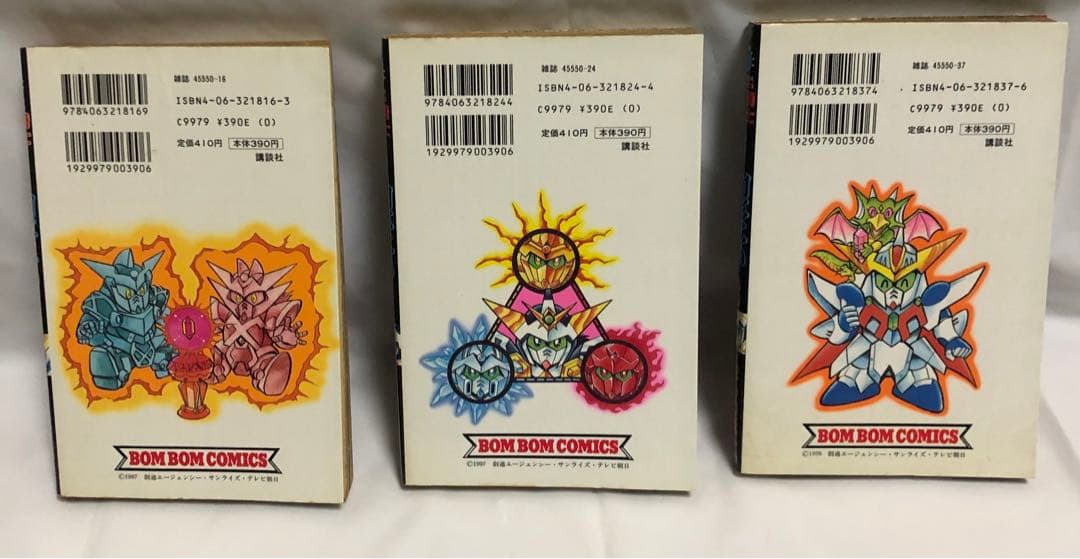 雑誌 45550-16
ISBN4-06-321816-3
9784063218169
C9979 ¥390E (0)
定価410円 本体390円
講談社
1929979003906
BOM BOM COMICS
©1997 創通エージェンシー・サンライズ・テレビ朝日
雑誌 45550-24
ISBN4-06-321824-4
9784063218244
C9979 ¥390E (0)
定価410円 本体390円
講談社
1929979003906
BOM BOM COMICS
©1997 創通エージェンシー・サンライズ・テレビ朝日
雑誌 45550-37
ISBN4-06-321837-6
9784063218374
C9979 ¥390E (0)
定価410円 本体390円
講談社
1929979003906
BOM BOM COMICS
創通エージェンシー・サンライズ・テレビ朝日